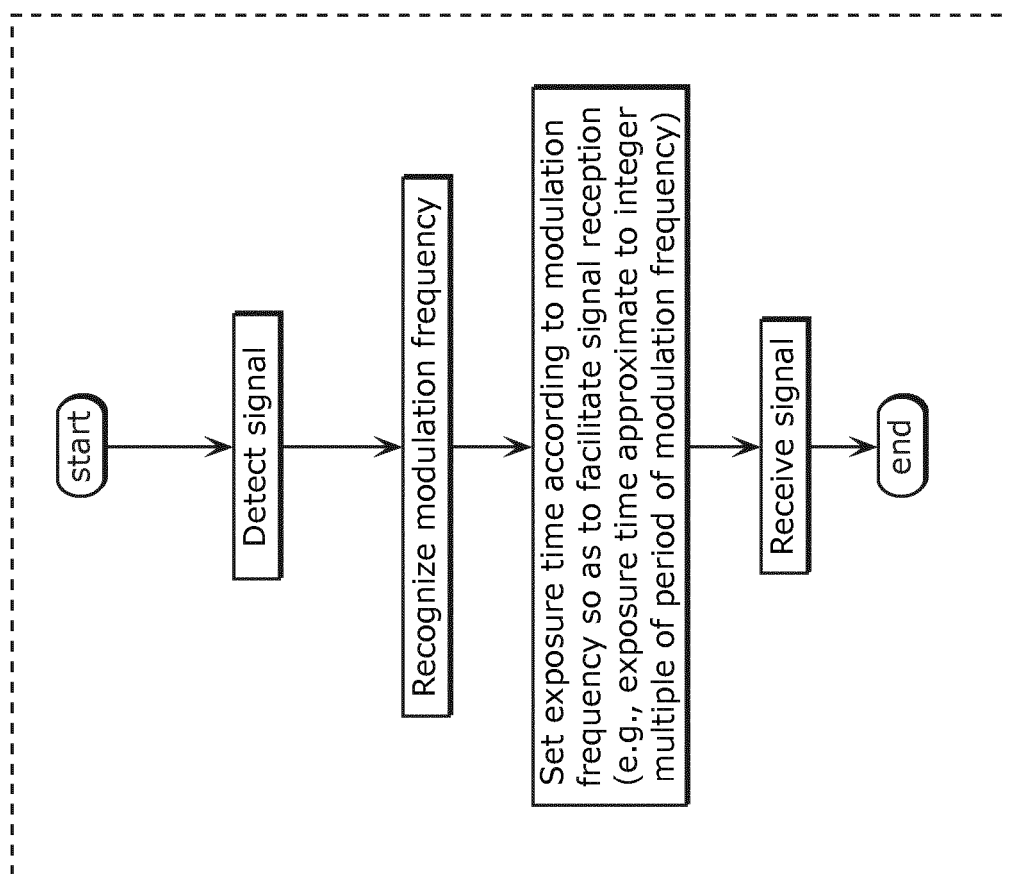 start
Detect signal
Recognize modulation frequency
Set exposure time according to modulation
frequency so as to facilitate signal reception
(e.g., exposure time approximate to integer
multiple of period of modulation frequency)
Receive signal
end